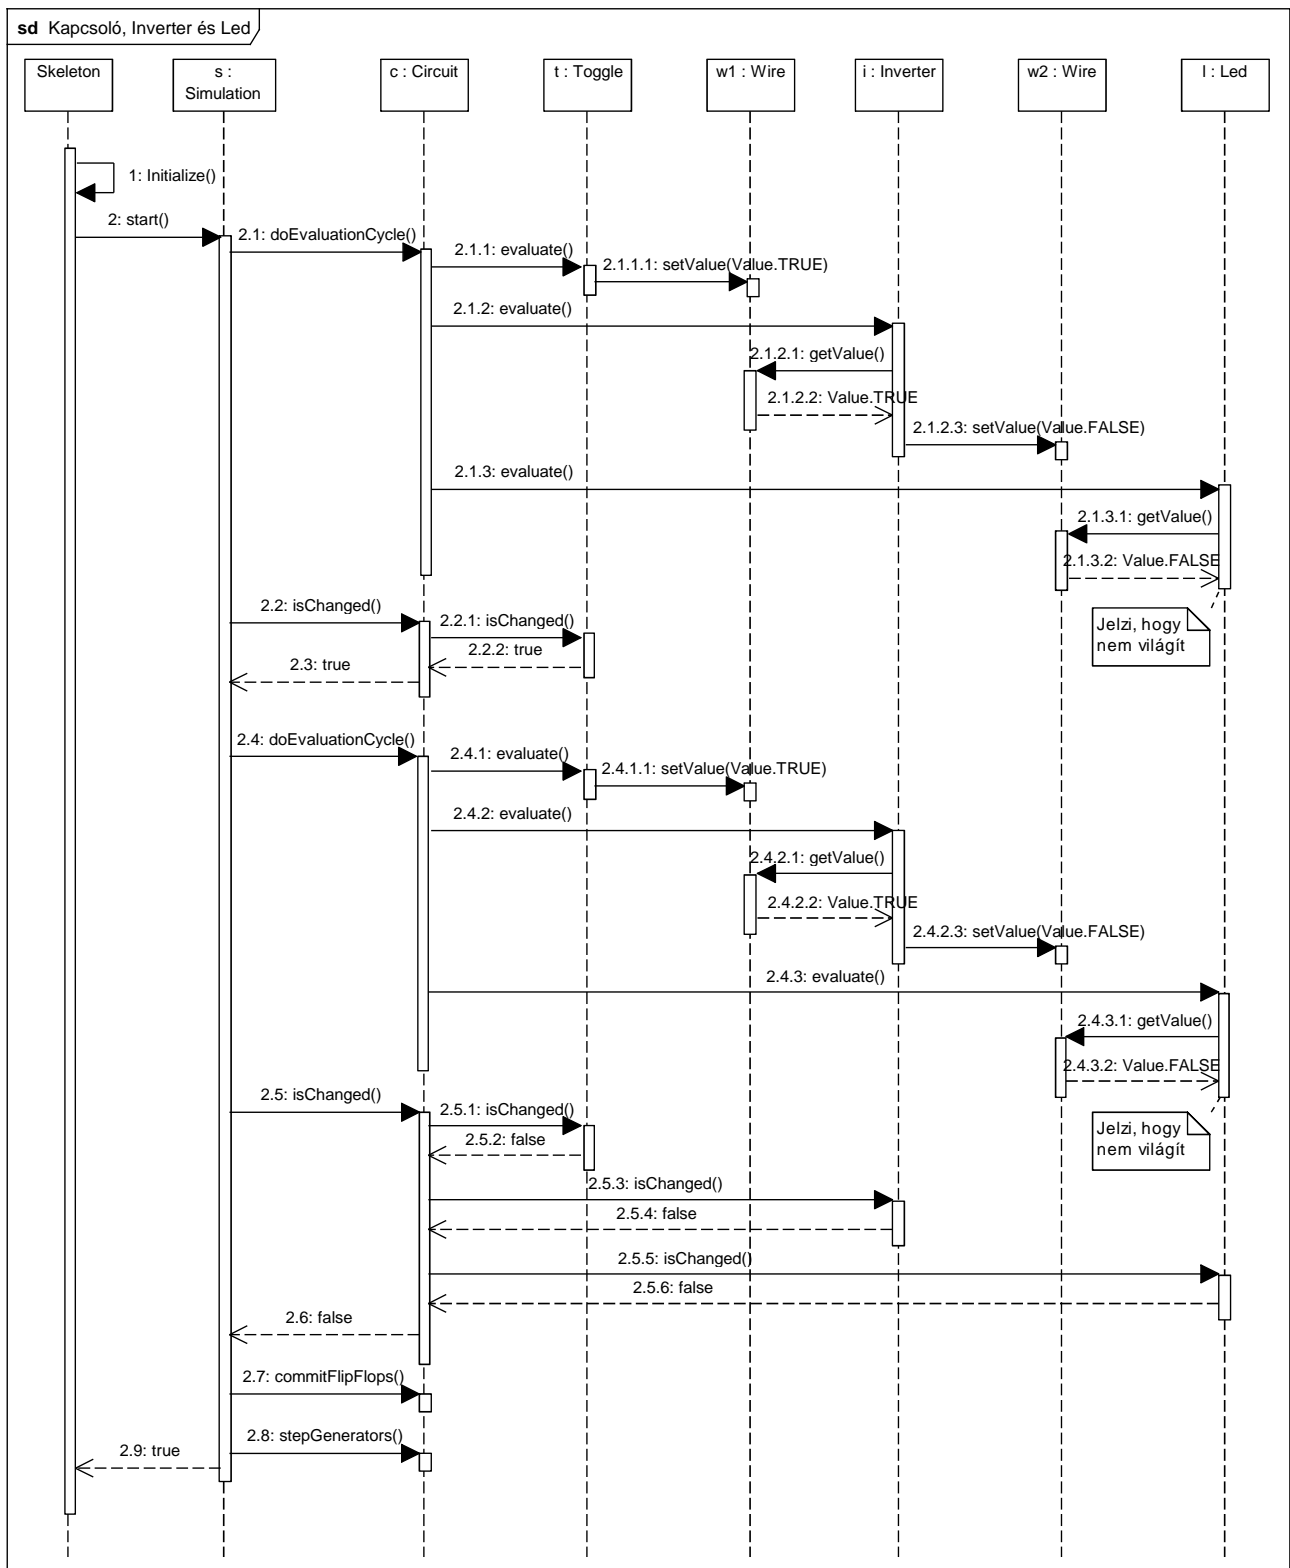 sd Kapcsoló, Inverter és Led
Skeleton
s :
Simulation
c : Circuit
t : Toggle
w1 : Wire
i : Inverter
w2 : Wire
l : Led
1: Initialize()
2: start()
2.1: doEvaluationCycle()
2.1.1: evaluate()
2.1.1.1: setValue(Value.TRUE)
2.1.2: evaluate()
2.1.2.1: getValue()
2.1.2.2: Value.TRUE
2.1.2.3: setValue(Value.FALSE)
2.1.3: evaluate()
2.1.3.1: getValue()
2.1.3.2: Value.FALSE
Jelzi, hogy
nem világít
2.2: isChanged()
2.2.1: isChanged()
2.2.2: true
2.3: true
2.4: doEvaluationCycle()
2.4.1: evaluate()
2.4.1.1: setValue(Value.TRUE)
2.4.2: evaluate()
2.4.2.1: getValue()
2.4.2.2: Value.TRUE
2.4.2.3: setValue(Value.FALSE)
2.4.3: evaluate()
2.4.3.1: getValue()
2.4.3.2: Value.FALSE
Jelzi, hogy
nem világít
2.5: isChanged()
2.5.1: isChanged()
2.5.2: false
2.5.3: isChanged()
2.5.4: false
2.5.5: isChanged()
2.5.6: false
2.6: false
2.7: commitFlipFlops()
2.8: stepGenerators()
2.9: true